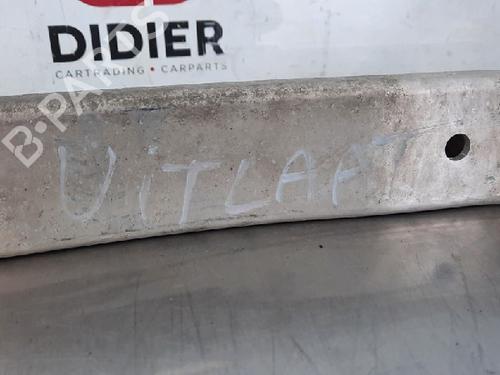 DIDIER
CARTRADING • CARPARTS
B-PARTS
UITLAAT